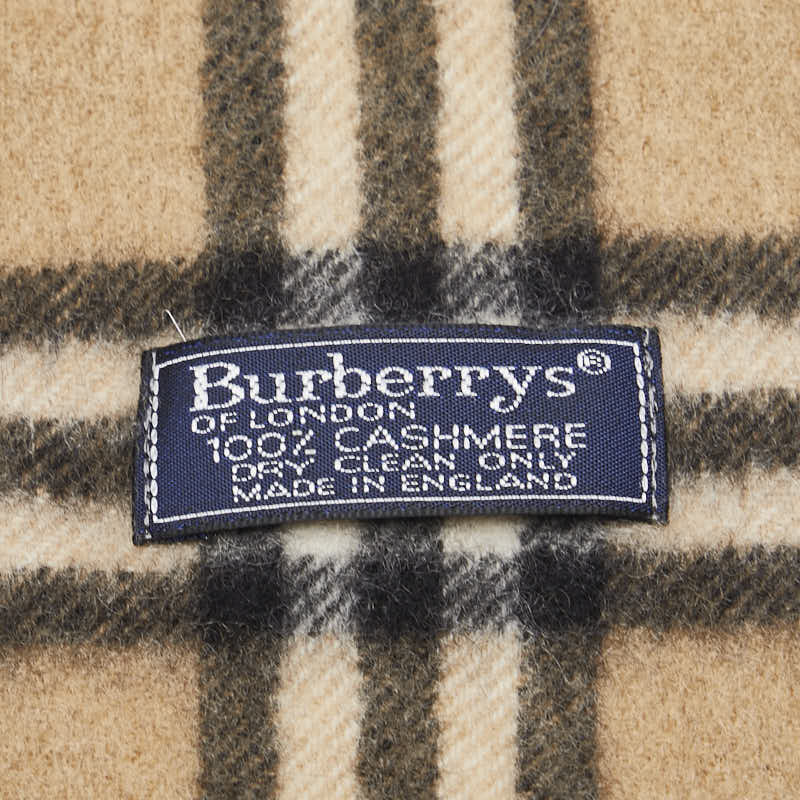 Burberrys®
OF LONDON
100% CASHMERE
DRY CLEAN ONLY
MADE IN ENGLAND